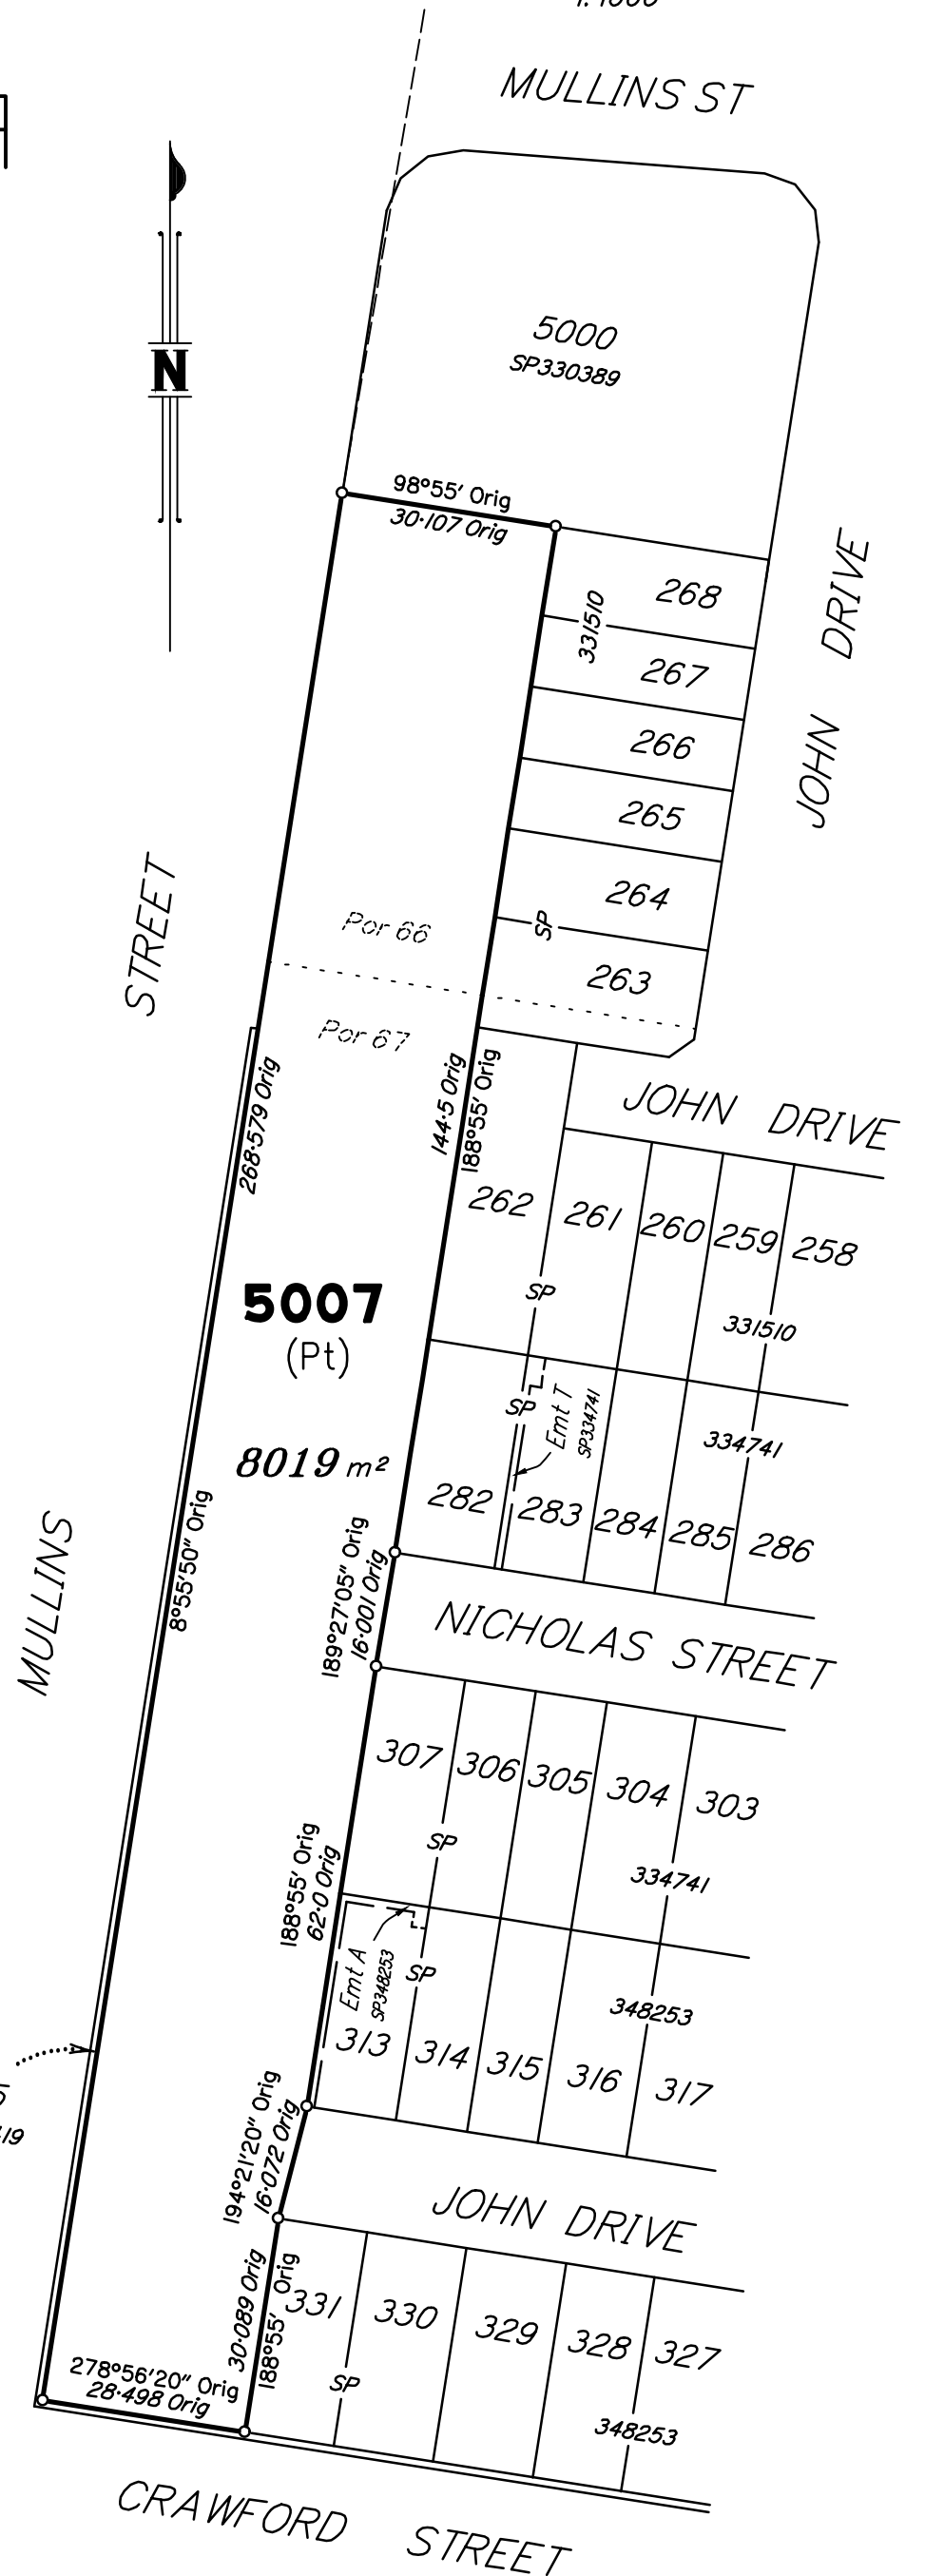 MULLINS ST
N
5000
SP330389
98°55′ Orig
30·107 Orig
268
331510
267
266
265
264
SP
263
JOHN DRIVE
STREET
Por 66
Por 67
268·579 Orig
144·5 Orig
188°55′ Orig
JOHN DRIVE
262
261
260
259
258
SP
331510
5007
(Pt)
8019 m²
SP
Emt T
SP334741
334741
282
283
284
285
286
8°55′50″ Orig
MULLINS
189°27′05″ Orig
16·001 Orig
NICHOLAS STREET
307
306
305
304
303
SP
334741
188°55′ Orig
62·0 Orig
Emt A
SP348253
SP
348253
313
314
315
316
317
194°21′20″ Orig
16·072 Orig
JOHN DRIVE
30·089 Orig
188°55′ Orig
331
330
329
328
327
SP
348253
278°56′20″ Orig
28·498 Orig
CRAWFORD STREET